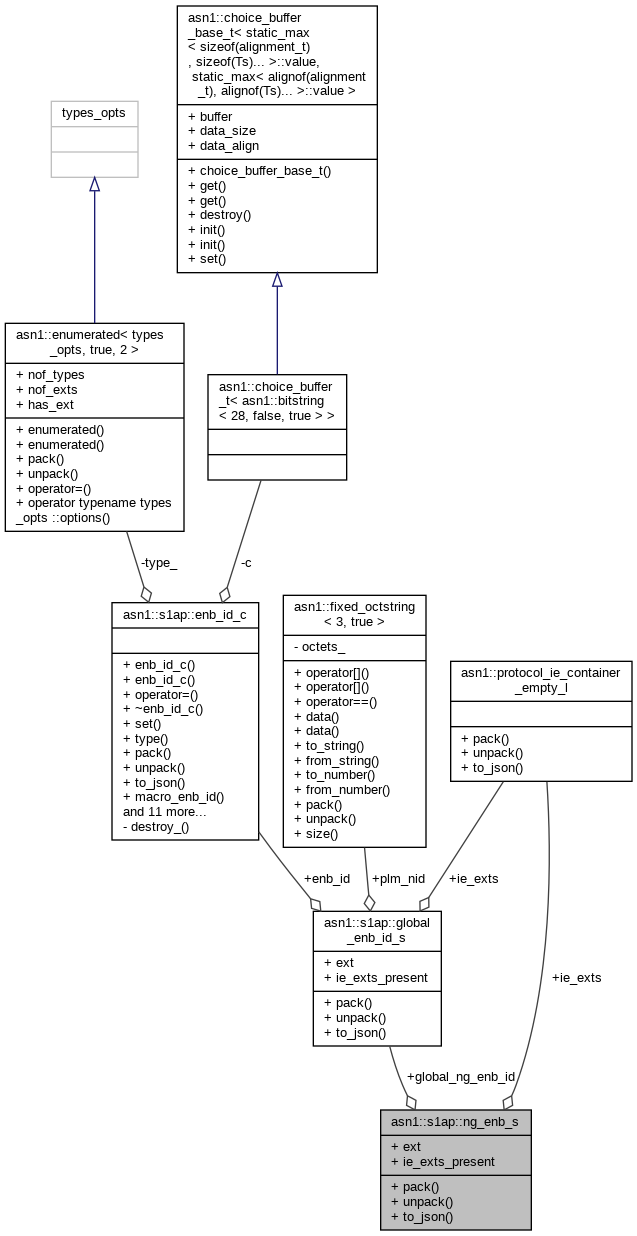 asn1::choice_buffer
_base_t< static_max
< sizeof(alignment_t)
, sizeof(Ts)... >::value,
static_max< alignof(alignment
_t), alignof(Ts)... >::value >
+ buffer
+ data_size
+ data_align
+ choice_buffer_base_t()
+ get()
+ get()
+ destroy()
+ init()
+ init()
+ set()
types_opts
asn1::enumerated< types
_opts, true, 2 >
+ nof_types
+ nof_exts
+ has_ext
+ enumerated()
+ enumerated()
+ pack()
+ unpack()
+ operator=()
+ operator typename types
_opts ::options()
asn1::choice_buffer
_t< asn1::bitstring
< 28, false, true > >
-type_
-c
asn1::s1ap::enb_id_c
+ enb_id_c()
+ enb_id_c()
+ operator=()
+ ~enb_id_c()
+ set()
+ type()
+ pack()
+ unpack()
+ to_json()
+ macro_enb_id()
and 11 more...
- destroy_()
asn1::fixed_octstring
< 3, true >
- octets_
+ operator[]()
+ operator[]()
+ operator==()
+ data()
+ data()
+ to_string()
+ from_string()
+ to_number()
+ from_number()
+ pack()
+ unpack()
+ size()
asn1::protocol_ie_container
_empty_l
+ pack()
+ unpack()
+ to_json()
+enb_id
+plm_nid
+ie_exts
asn1::s1ap::global
_enb_id_s
+ ext
+ ie_exts_present
+ pack()
+ unpack()
+ to_json()
+ie_exts
+global_ng_enb_id
asn1::s1ap::ng_enb_s
+ ext
+ ie_exts_present
+ pack()
+ unpack()
+ to_json()